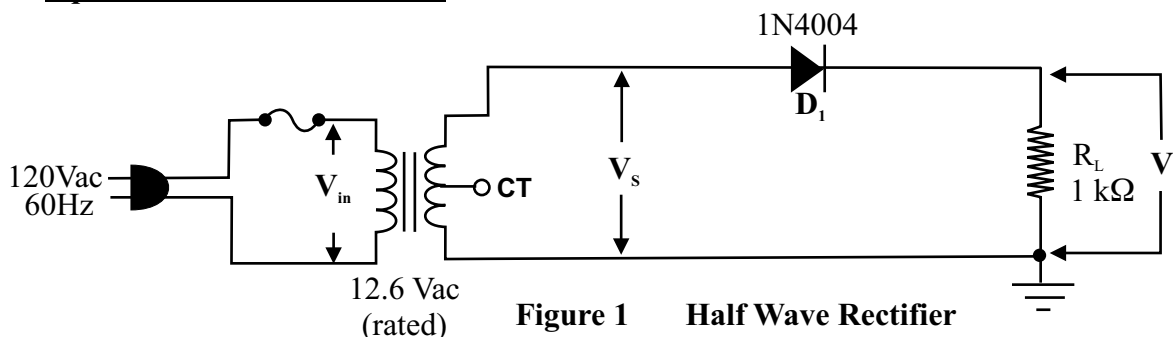 1N4004
D1
120Vac
60Hz
Vin
CT
Vs
RL
1 kΩ
V
12.6 Vac
(rated)
Figure 1 Half Wave Rectifier